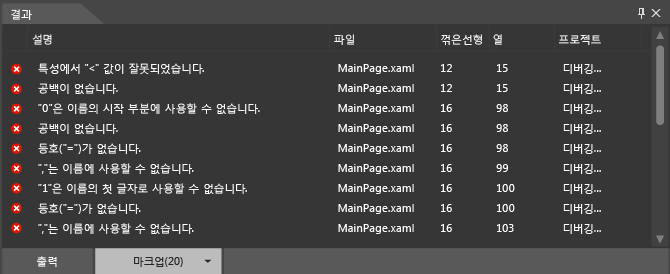 결과
설명 파일 꺾은선형 열 프로젝트
특성에서 "<" 값이 잘못되었습니다. MainPage.xaml 12 15 디버깅...
공백이 없습니다. MainPage.xaml 12 15 디버깅...
"0"은 이름의 시작 부분에 사용할 수 없습니다. MainPage.xaml 16 98 디버깅...
공백이 없습니다. MainPage.xaml 16 98 디버깅...
등호("=")가 없습니다. MainPage.xaml 16 98 디버깅...
","는 이름에 사용할 수 없습니다. MainPage.xaml 16 99 디버깅...
"1"은 이름의 첫 글자로 사용할 수 없습니다. MainPage.xaml 16 100 디버깅...
등호("=")가 없습니다. MainPage.xaml 16 100 디버깅...
","는 이름에 사용할 수 없습니다. MainPage.xaml 16 103 디버깅...
출력 마크업(20)